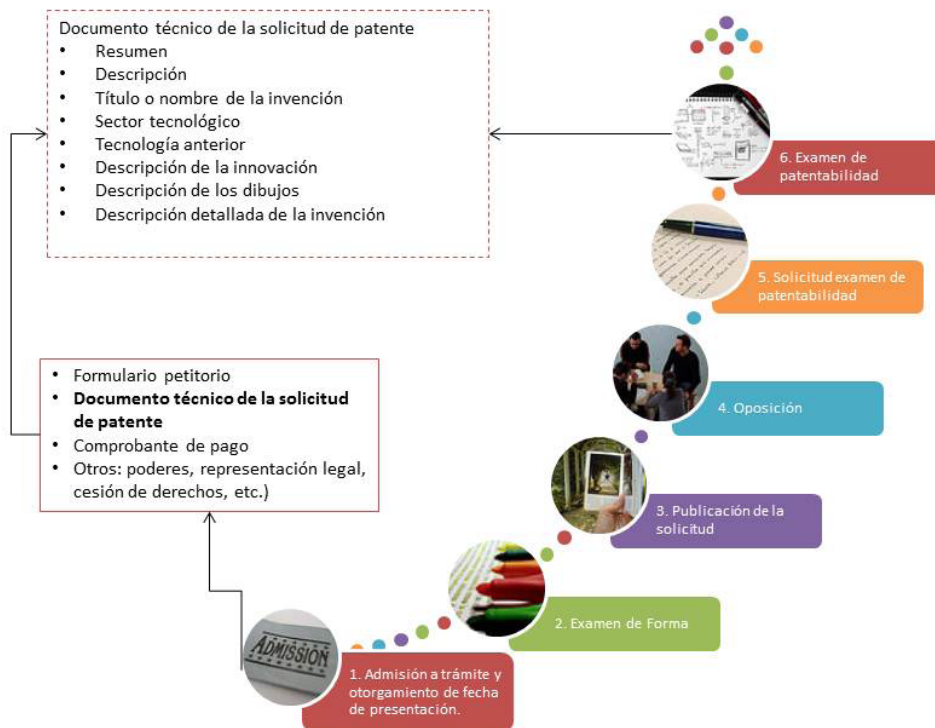 Documento técnico de la solicitud de patente
• Resumen
• Descripción
• Título o nombre de la invención
• Sector tecnológico
• Tecnología anterior
• Descripción de la innovación
• Descripción de los dibujos
• Descripción detallada de la invención
6. Examen de
patentabilidad
5. Solicitud examen de
patentabilidad
4. Oposición
• Formulario petitorio
• Documento técnico de la solicitud
de patente
• Comprobante de pago
• Otros: poderes, representación legal,
cesión de derechos, etc.)
3. Publicación de la
solicitud
2. Examen de Forma
ADMISSION
1. Admisión a trámite y
otorgamiento de fecha
de presentación.